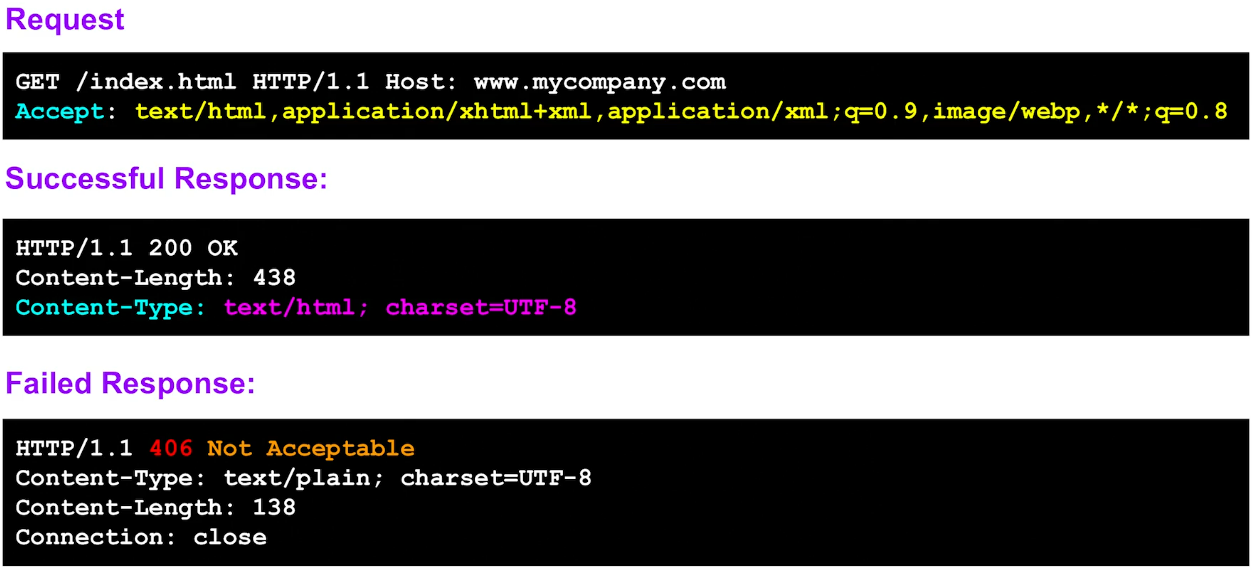 Request
GET /index.html HTTP/1.1 Host: www.mycompany.com
Accept: text/html,application/xhtml+xml,application/xml;q=0.9,image/webp,*/*;q=0.8
Successful Response:
HTTP/1.1 200 OK
Content-Length: 438
Content-Type: text/html; charset=UTF-8
Failed Response:
HTTP/1.1 406 Not Acceptable
Content-Type: text/plain; charset=UTF-8
Content-Length: 138
Connection: close